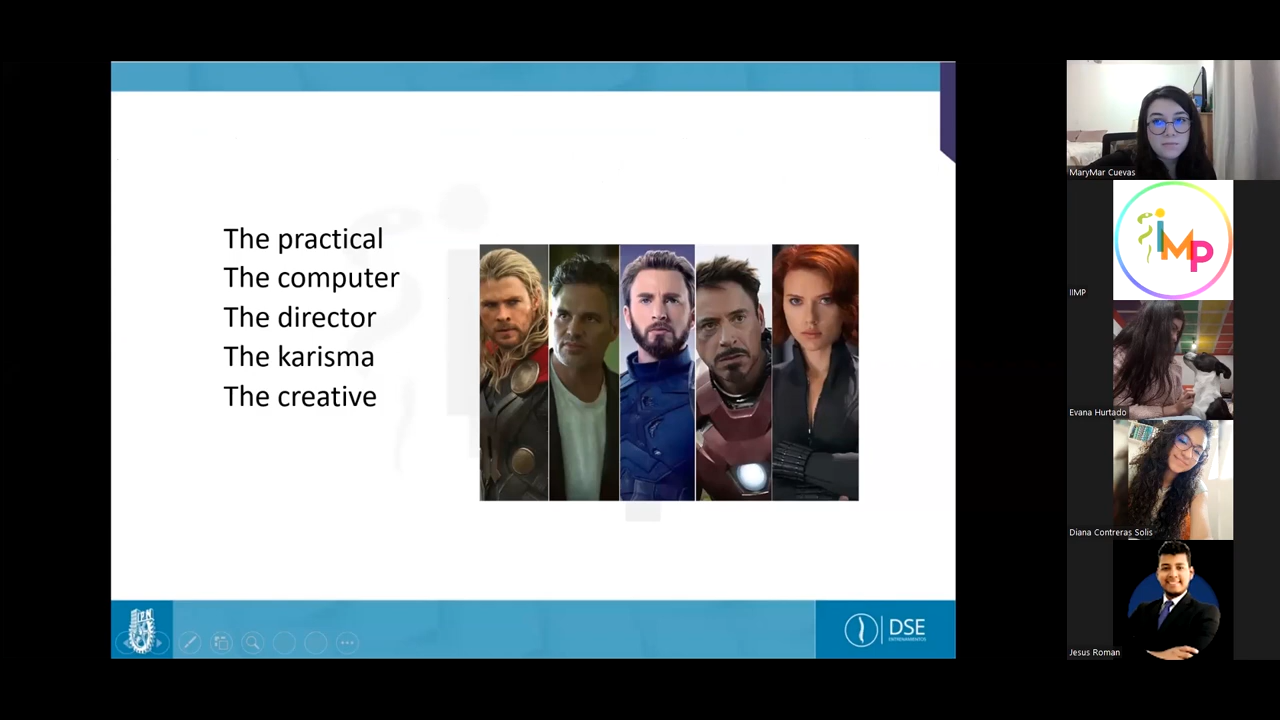 The practical
The computer
The director
The karisma
The creative
DSE
ENTRENAMIENTOS
MaryMar Cuevas
iMP
IIMP
Evana Hurtado
Diana Contreras Solis
Jesus Roman